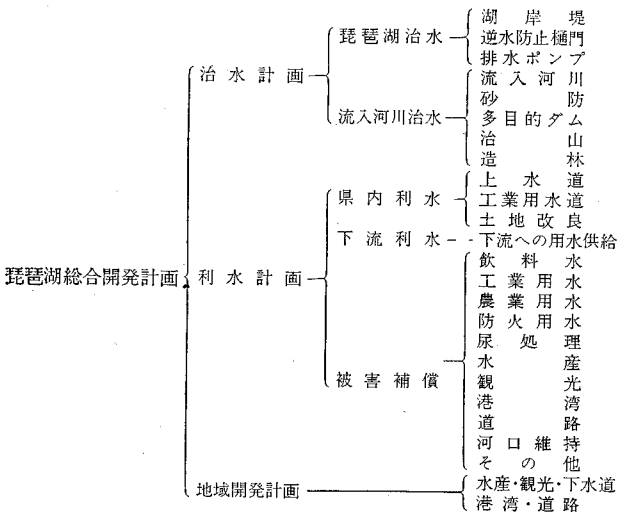 琵琶湖総合開発計画
治水計画
琵琶湖治水
湖岸堤
逆水防止樋門
排水ポンプ
流入河川治水
流入河川
砂防
多目的ダム
治山
造林
利水計画
県内利水
上水道
工業用水道
土地改良
下流利水
下流への用水供給
被害補償
飲料水
工業用水
農業用水
防火用水
尿処理
水産
観光
港湾
道路
河口維持
その他
地域開発計画
水産・観光・下水道
港湾・道路